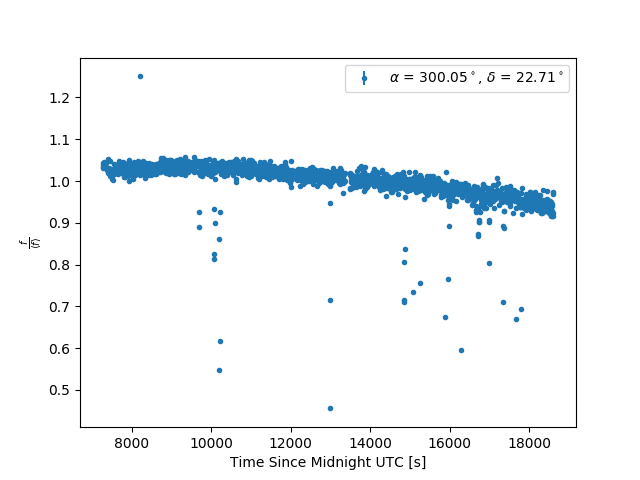 α = 300.05°, δ = 22.71°
1.2
1.1
1.0
0.9
0.8
0.7
0.6
0.5
f/⟨f⟩
8000 10000 12000 14000 16000 18000
Time Since Midnight UTC [s]